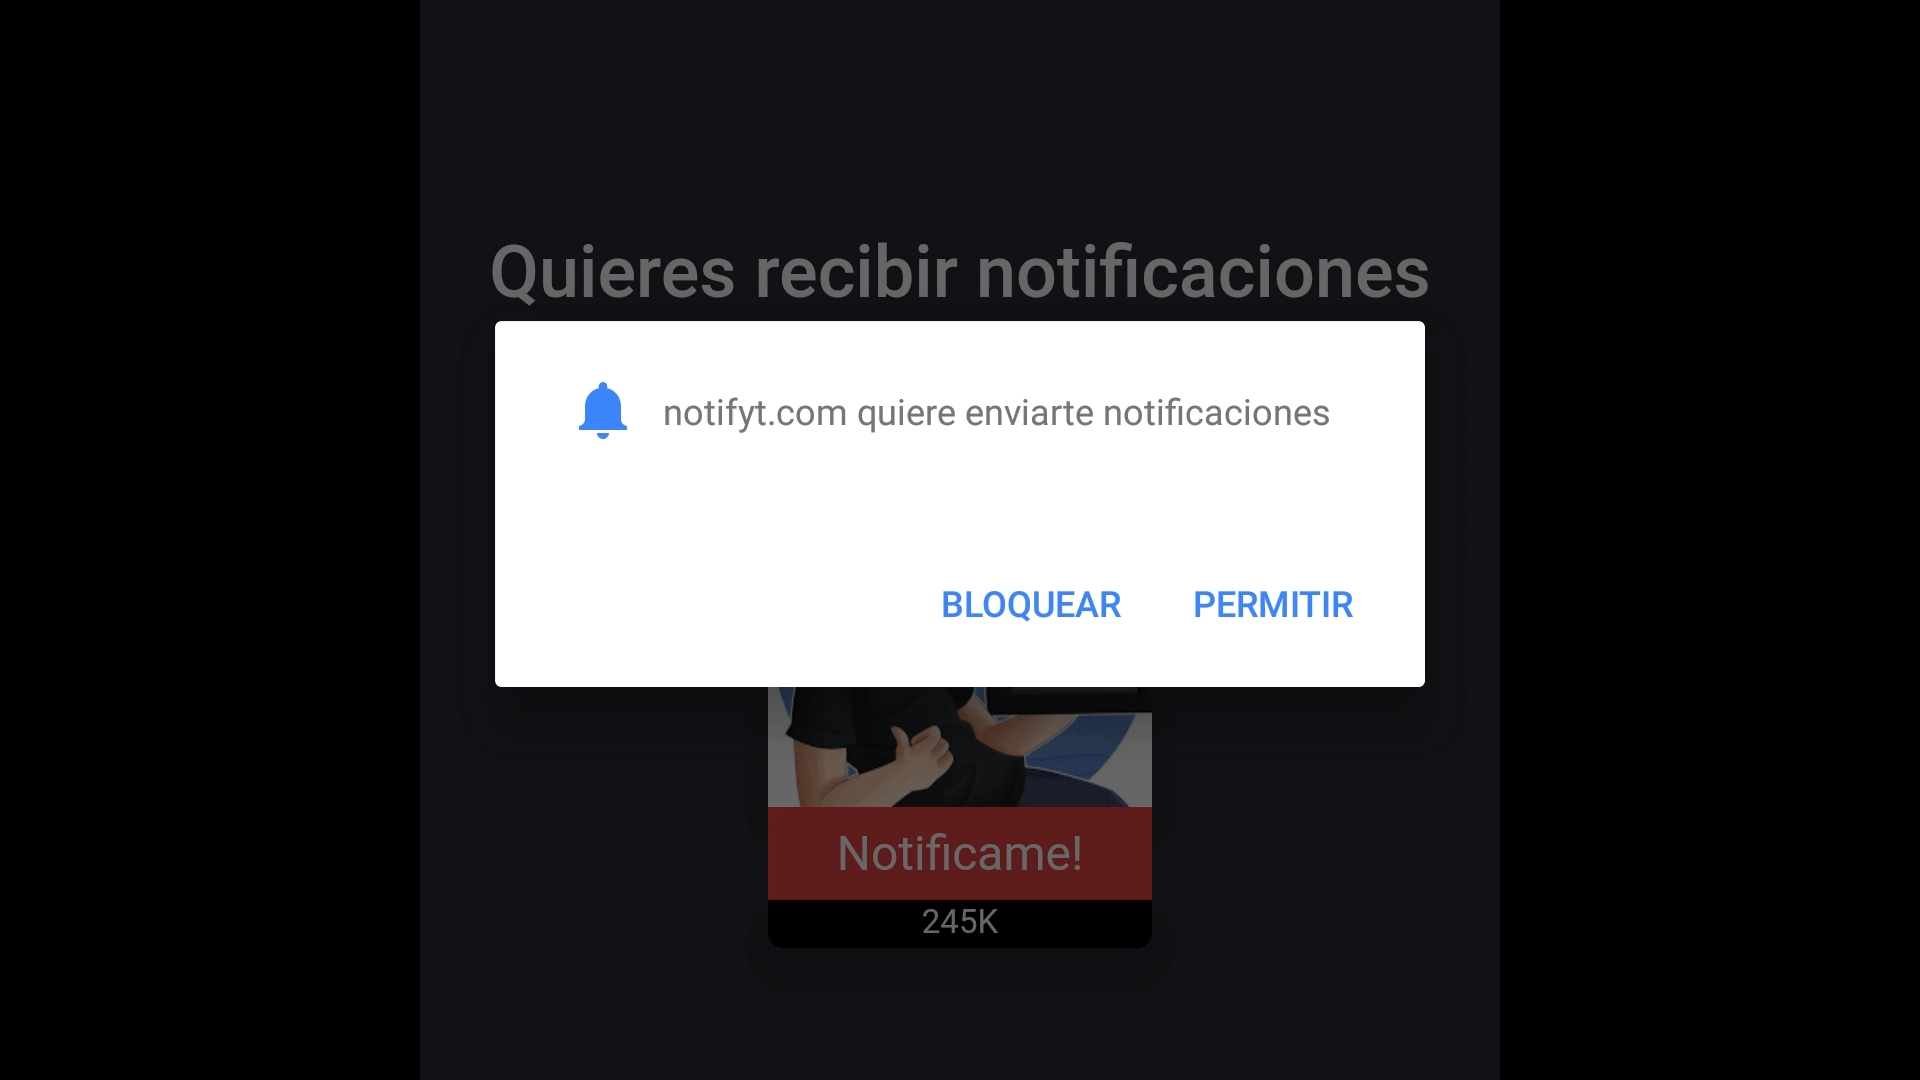 Quieres recibir notificaciones
notifyt.com quiere enviarte notificaciones
BLOQUEAR PERMITIR
Notificame!
245K